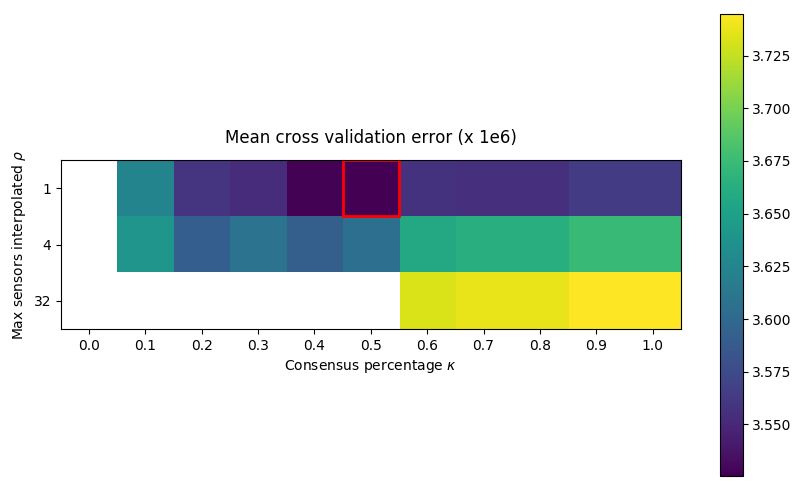 Mean cross validation error (x 1e6)
Max sensors interpolated ρ
1
4
32
0.0 0.1 0.2 0.3 0.4 0.5 0.6 0.7 0.8 0.9 1.0
Consensus percentage κ
3.725
3.700
3.675
3.650
3.625
3.600
3.575
3.550